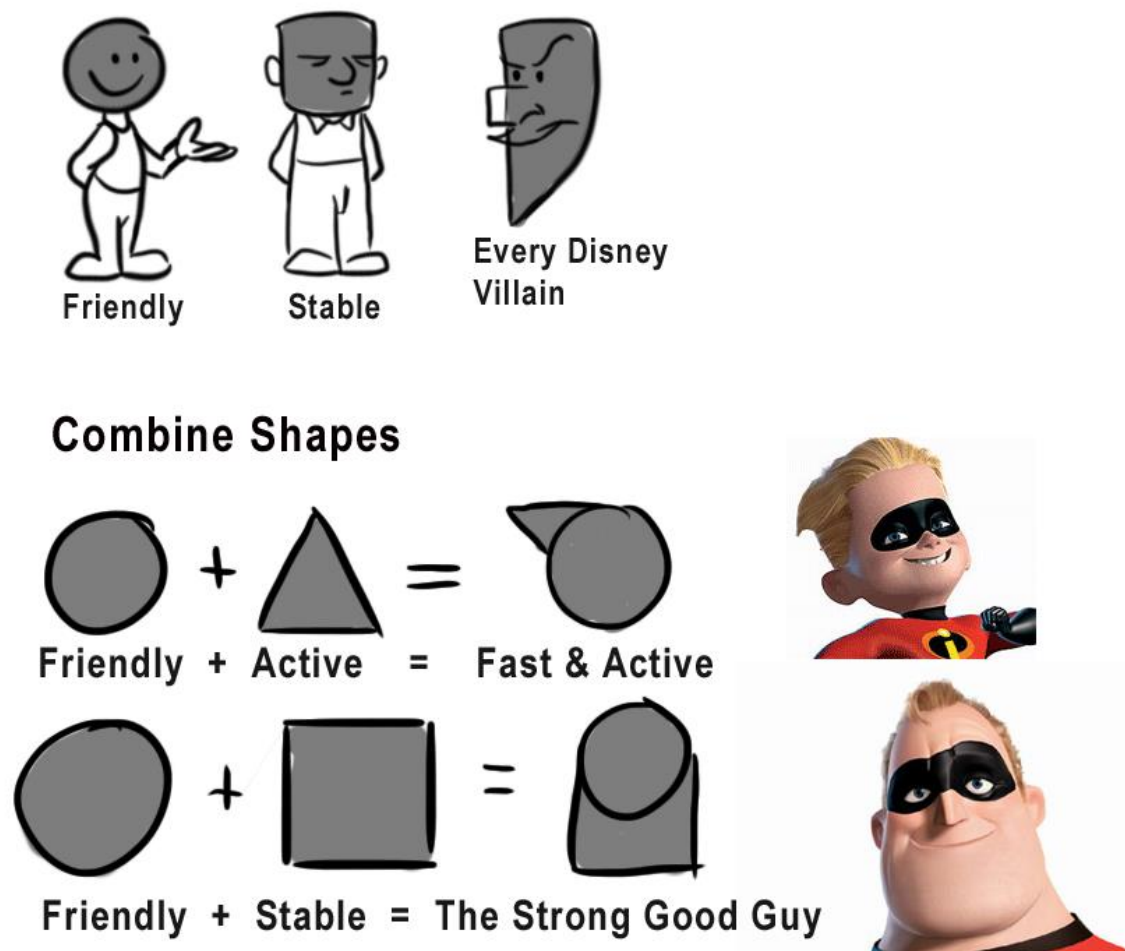 Friendly
Stable
Every Disney
Villain
Combine Shapes
+ =
Friendly + Active = Fast & Active
+ =
Friendly + Stable = The Strong Good Guy